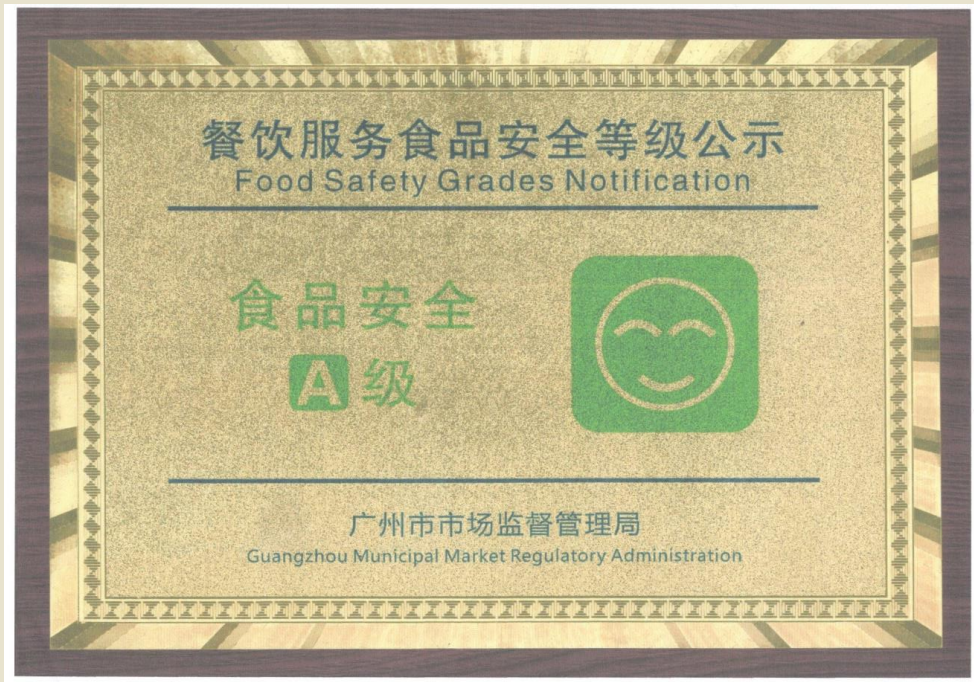 餐饮服务食品安全等级公示
Food Safety Grades Notification
食品安全
A级
广州市市场监督管理局
Guangzhou Municipal Market Regulatory Administration